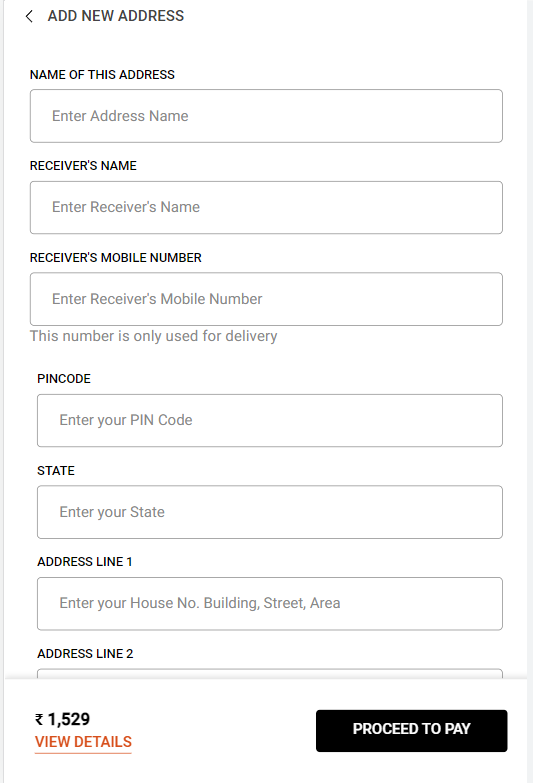 ADD NEW ADDRESS
NAME OF THIS ADDRESS
Enter Address Name
RECEIVER'S NAME
Enter Receiver's Name
RECEIVER'S MOBILE NUMBER
Enter Receiver's Mobile Number
This number is only used for delivery
PINCODE
Enter your PIN Code
STATE
Enter your State
ADDRESS LINE 1
Enter your House No. Building, Street, Area
ADDRESS LINE 2
₹ 1,529
VIEW DETAILS
PROCEED TO PAY